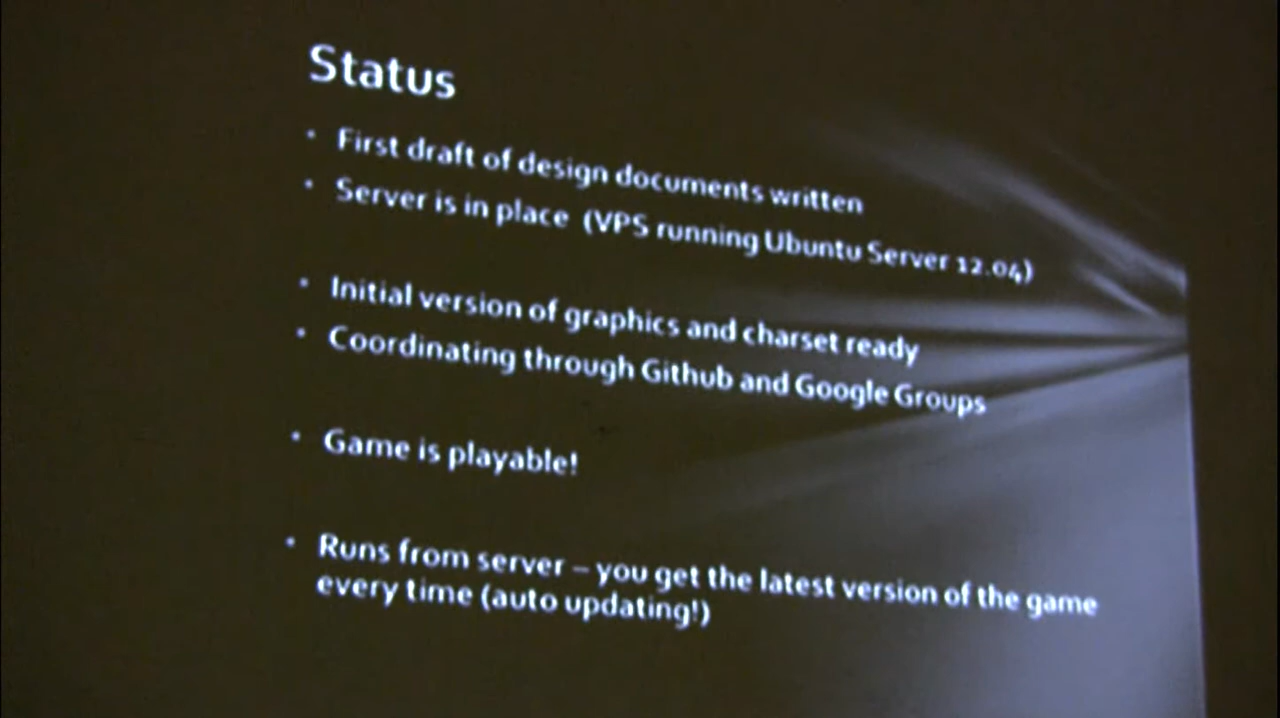 Status
• First draft of design documents written
• Server is in place (VPS running Ubuntu Server 12.04)
• Initial version of graphics and charset ready
• Coordinating through Github and Google Groups
• Game is playable!
• Runs from server – you get the latest version of the game
every time (auto updating!)